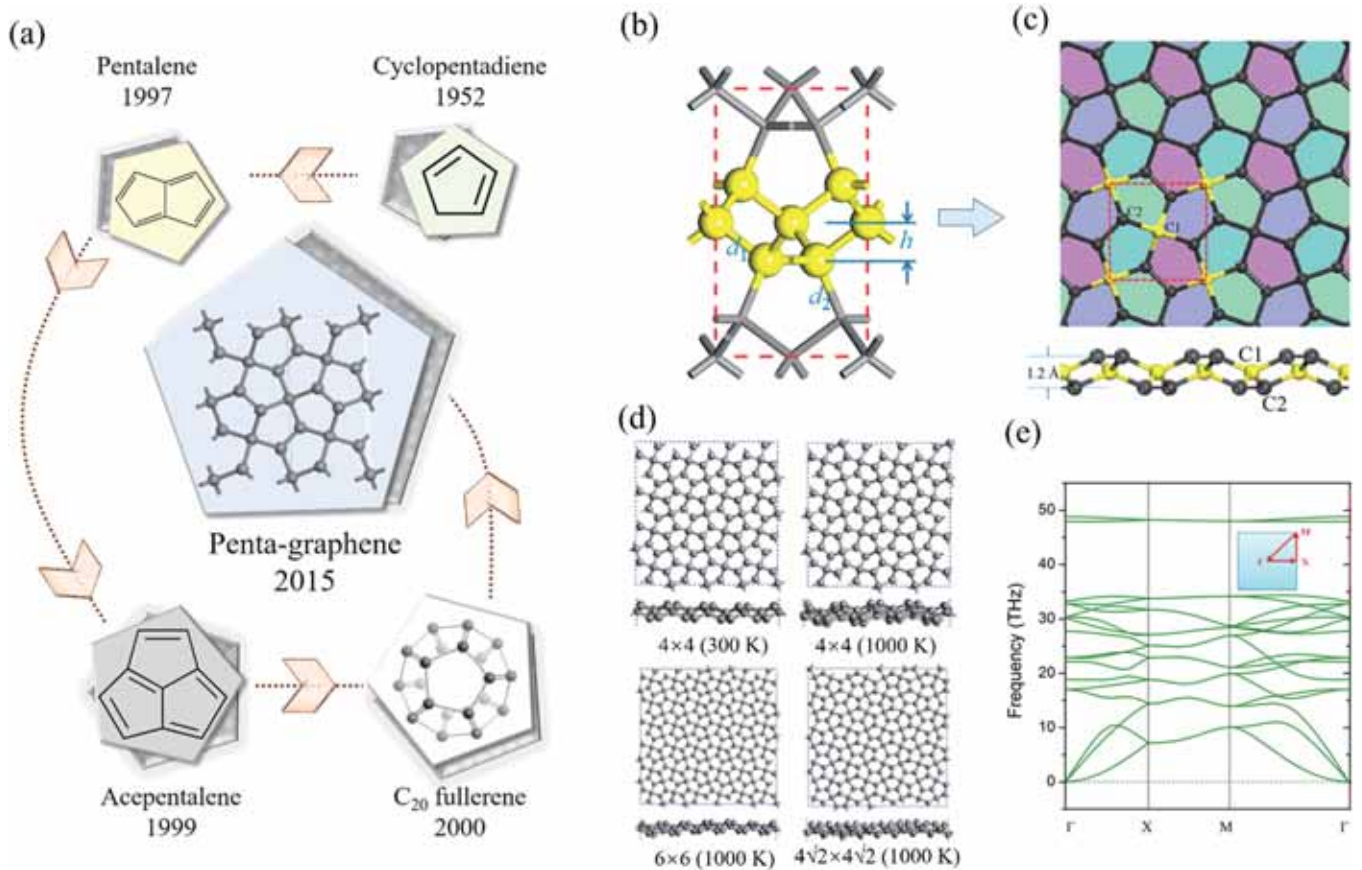 (a)
Pentalene
1997
Cyclopentadiene
1952
Penta-graphene
2015
Acepentalene
1999
C₂₀ fullerene
2000
(b)
h
d₁
d₂
(c)
C2
C1
C1
1.2 Å
C2
(d)
4×4 (300 K)
4×4 (1000 K)
6×6 (1000 K)
4√2×4√2 (1000 K)
(e)
Frequency (THz)
50
40
30
20
10
0
M
Γ
X
Γ
X
M
Γ